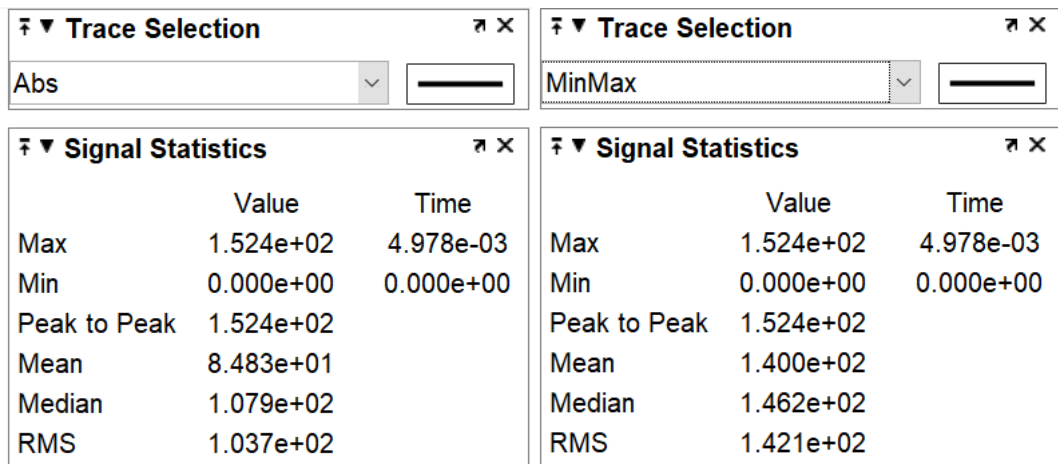 Trace Selection
Abs
Signal Statistics
Value Time
Max 1.524e+02 4.978e-03
Min 0.000e+00 0.000e+00
Peak to Peak 1.524e+02
Mean 8.483e+01
Median 1.079e+02
RMS 1.037e+02
Trace Selection
MinMax
Signal Statistics
Value Time
Max 1.524e+02 4.978e-03
Min 0.000e+00 0.000e+00
Peak to Peak 1.524e+02
Mean 1.400e+02
Median 1.462e+02
RMS 1.421e+02